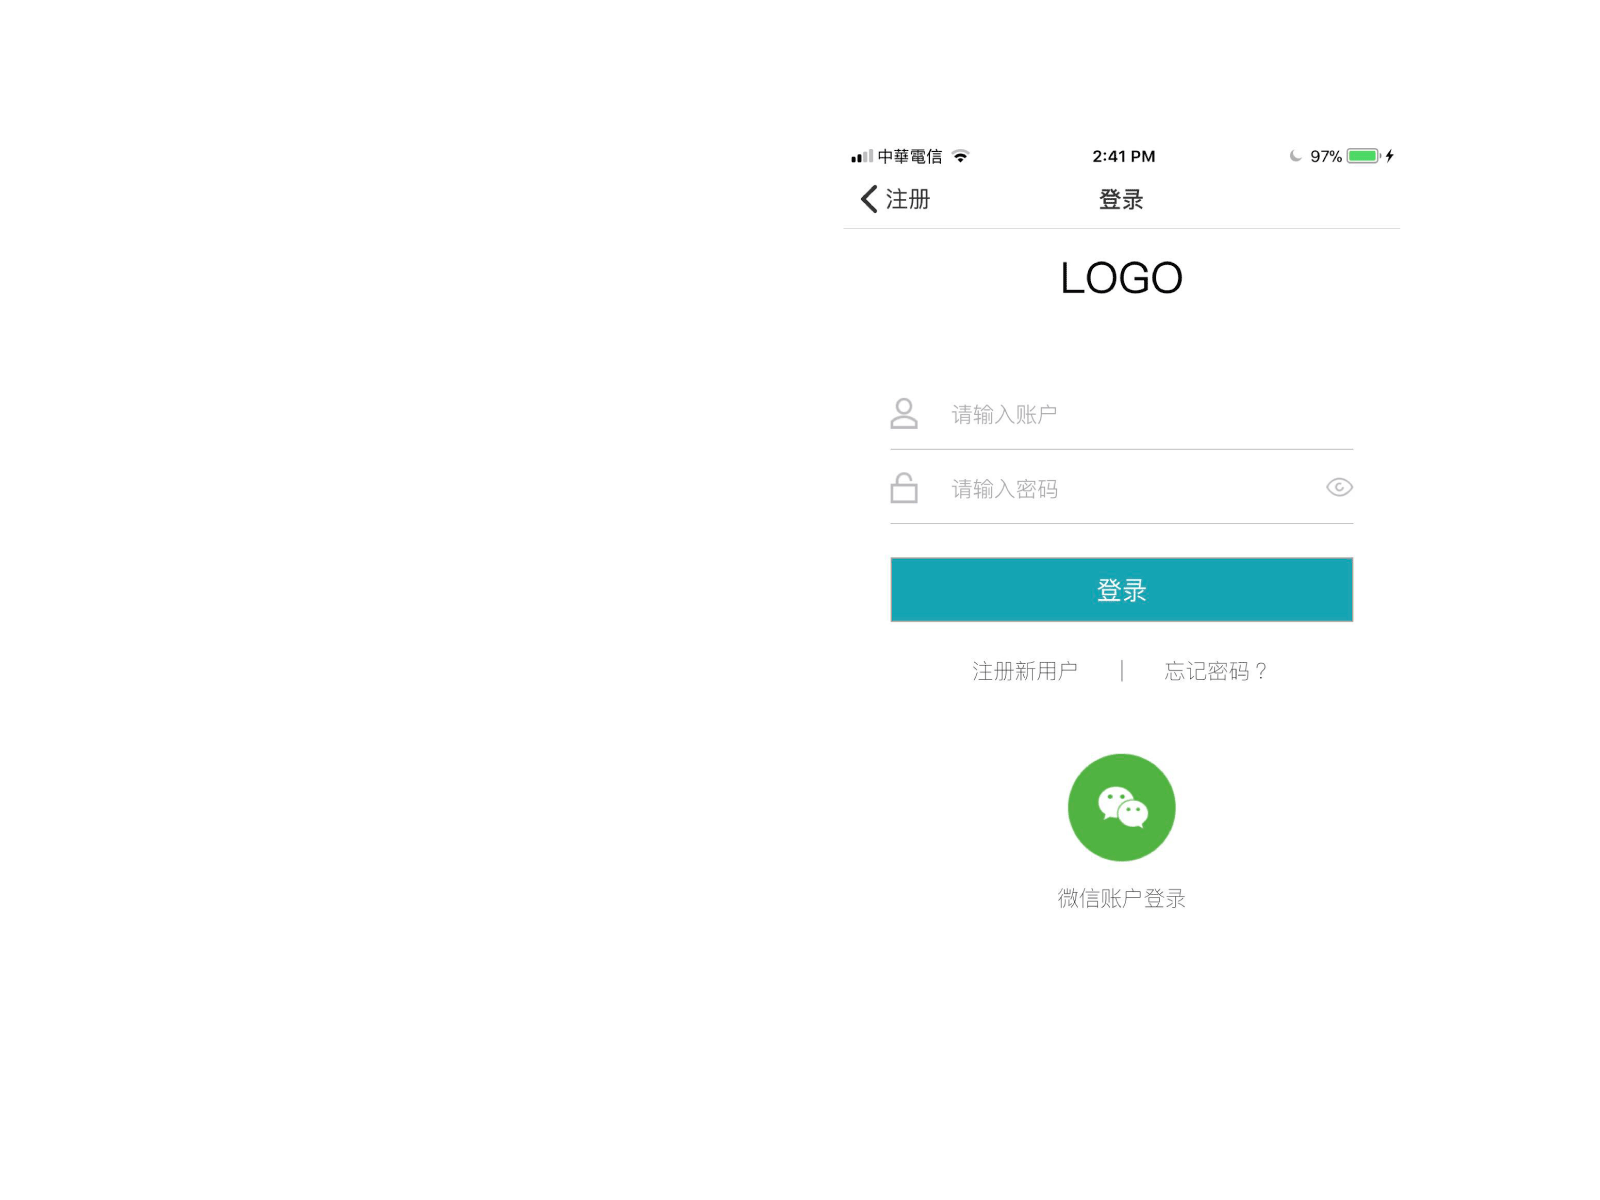 中華電信 2:41 PM 97%
注册 登录
LOGO
请输入账户
请输入密码
登录
注册新用户 | 忘记密码？
微信账户登录